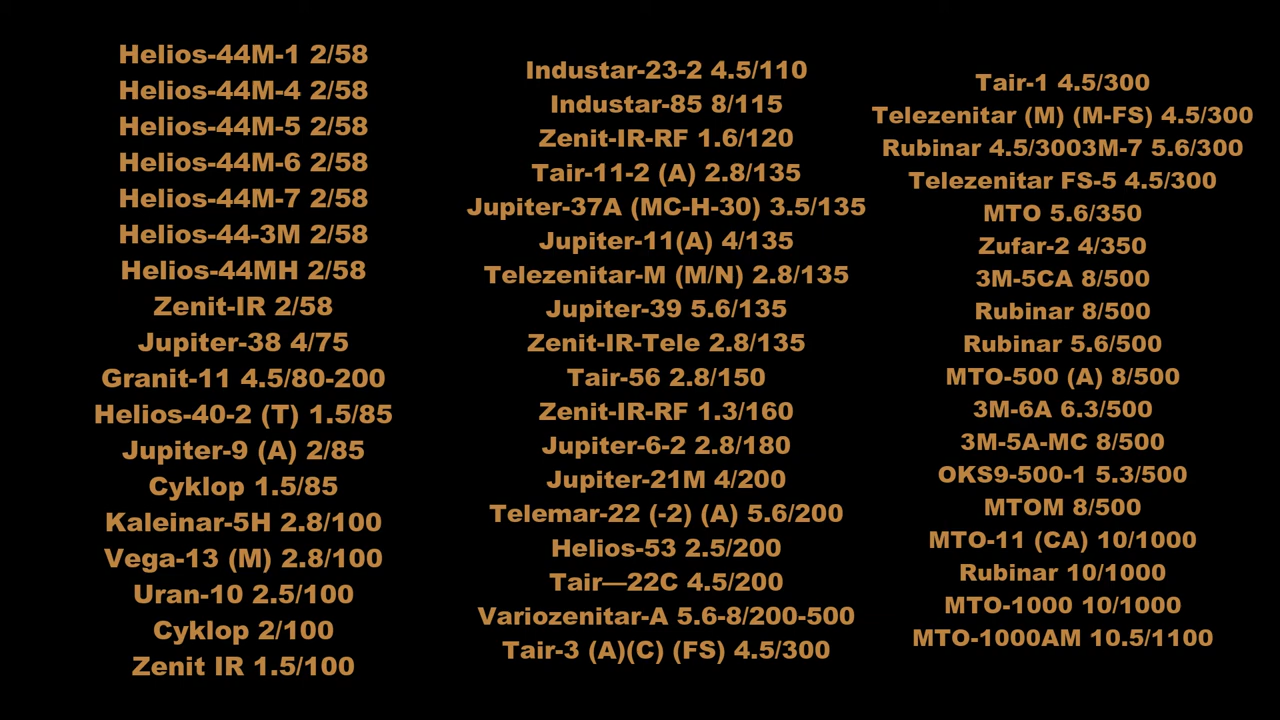 Helios-44M-1 2/58
Helios-44M-4 2/58
Helios-44M-5 2/58
Helios-44M-6 2/58
Helios-44M-7 2/58
Helios-44-3M 2/58
Helios-44MH 2/58
Zenit-IR 2/58
Jupiter-38 4/75
Granit-11 4.5/80-200
Helios-40-2 (T) 1.5/85
Jupiter-9 (A) 2/85
Cyklop 1.5/85
Kaleinar-5H 2.8/100
Vega-13 (M) 2.8/100
Uran-10 2.5/100
Cyklop 2/100
Zenit IR 1.5/100
Industar-23-2 4.5/110
Industar-85 8/115
Zenit-IR-RF 1.6/120
Tair-11-2 (A) 2.8/135
Jupiter-37A (MC-H-30) 3.5/135
Jupiter-11(A) 4/135
Telezenitar-M (M/N) 2.8/135
Jupiter-39 5.6/135
Zenit-IR-Tele 2.8/135
Tair-56 2.8/150
Zenit-IR-RF 1.3/160
Jupiter-6-2 2.8/180
Jupiter-21M 4/200
Telemar-22 (-2) (A) 5.6/200
Helios-53 2.5/200
Tair—22C 4.5/200
Variozenitar-A 5.6-8/200-500
Tair-3 (A)(C) (FS) 4.5/300
Tair-1 4.5/300
Telezenitar (M) (M-FS) 4.5/300
Rubinar 4.5/3003M-7 5.6/300
Telezenitar FS-5 4.5/300
MTO 5.6/350
Zufar-2 4/350
3M-5CA 8/500
Rubinar 8/500
Rubinar 5.6/500
MTO-500 (A) 8/500
3M-6A 6.3/500
3M-5A-MC 8/500
OKS9-500-1 5.3/500
MTOM 8/500
MTO-11 (CA) 10/1000
Rubinar 10/1000
MTO-1000 10/1000
MTO-1000AM 10.5/1100